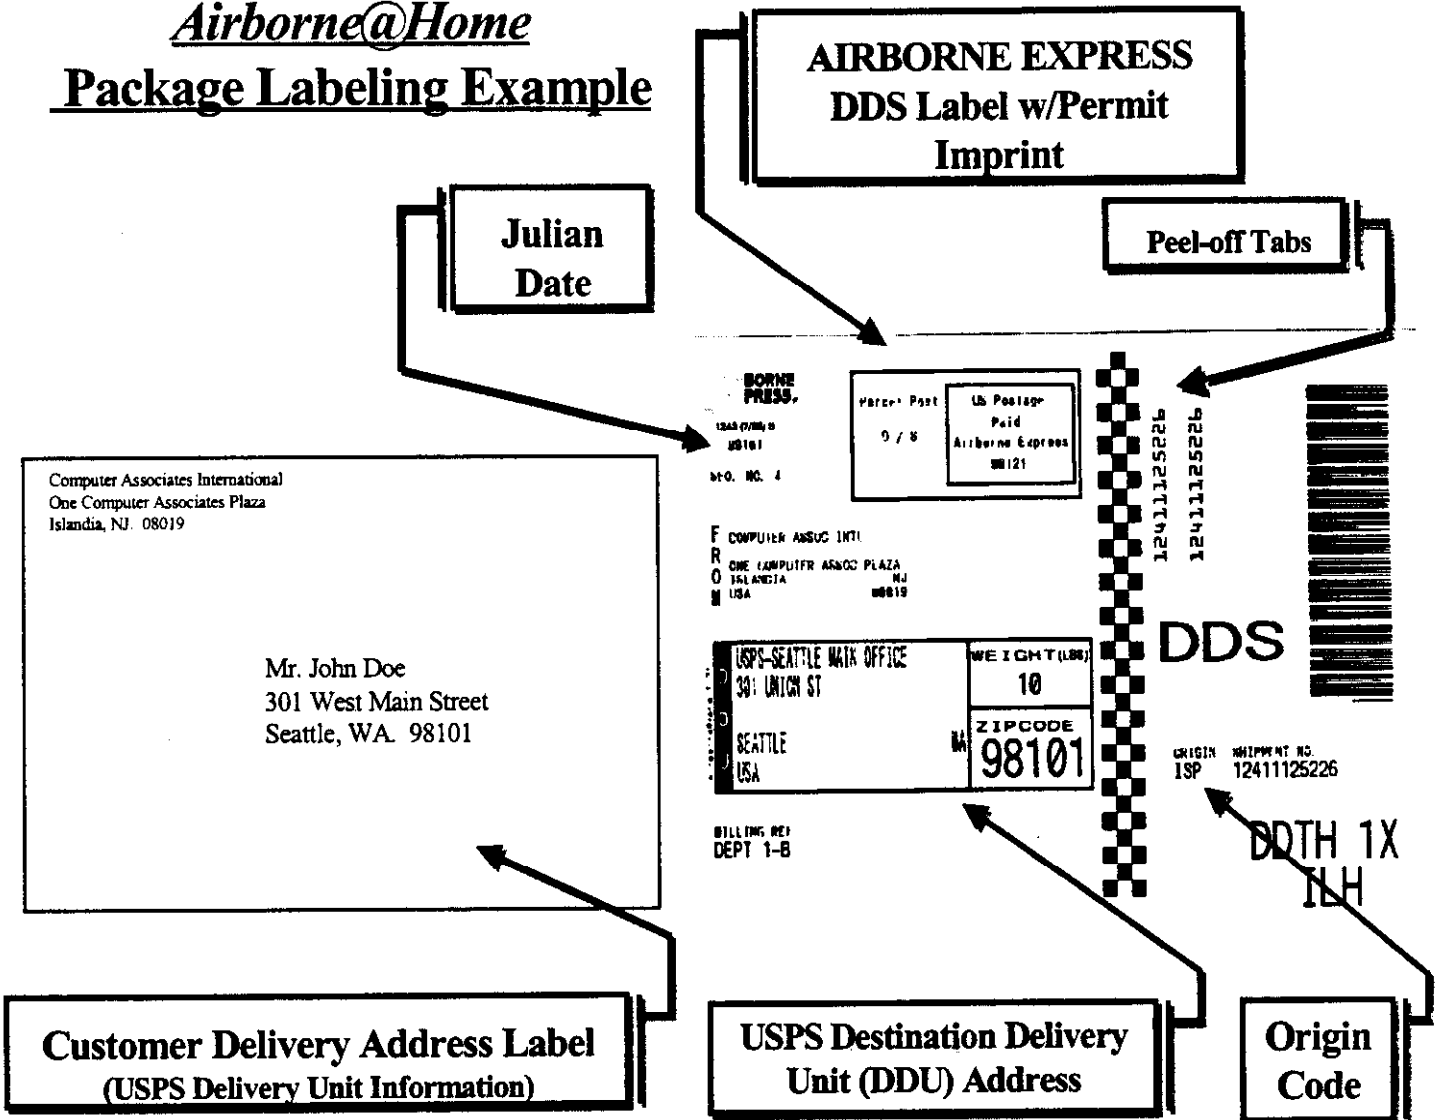 Airborne@Home
Package Labeling Example
AIRBORNE EXPRESS
DDS Label w/Permit
Imprint
Julian
Date
Peel-off Tabs
BORNE
PRESS.
Parcel Post
US Postage
Paid
Airborne Express
12411125226
12411125226
Computer Associates International
One Computer Associates Plaza
Islandia, NJ. 08019
FROM
COMPUTER ASSOC INTL
ONE COMPUTER ASSOC PLAZA
ISLANDIA NJ
USA
Mr. John Doe
301 West Main Street
Seattle, WA. 98101
USPS-SEATTLE MAIN OFFICE
301 UNION ST
SEATTLE WA
USA
WEIGHT(LBS)
10
ZIPCODE
98101
DDS
ORIGIN SHIPMENT NO.
ISP 12411125226
BILLING REF
DEPT 1-B
DDTH 1X
ILH
Customer Delivery Address Label
(USPS Delivery Unit Information)
USPS Destination Delivery
Unit (DDU) Address
Origin
Code